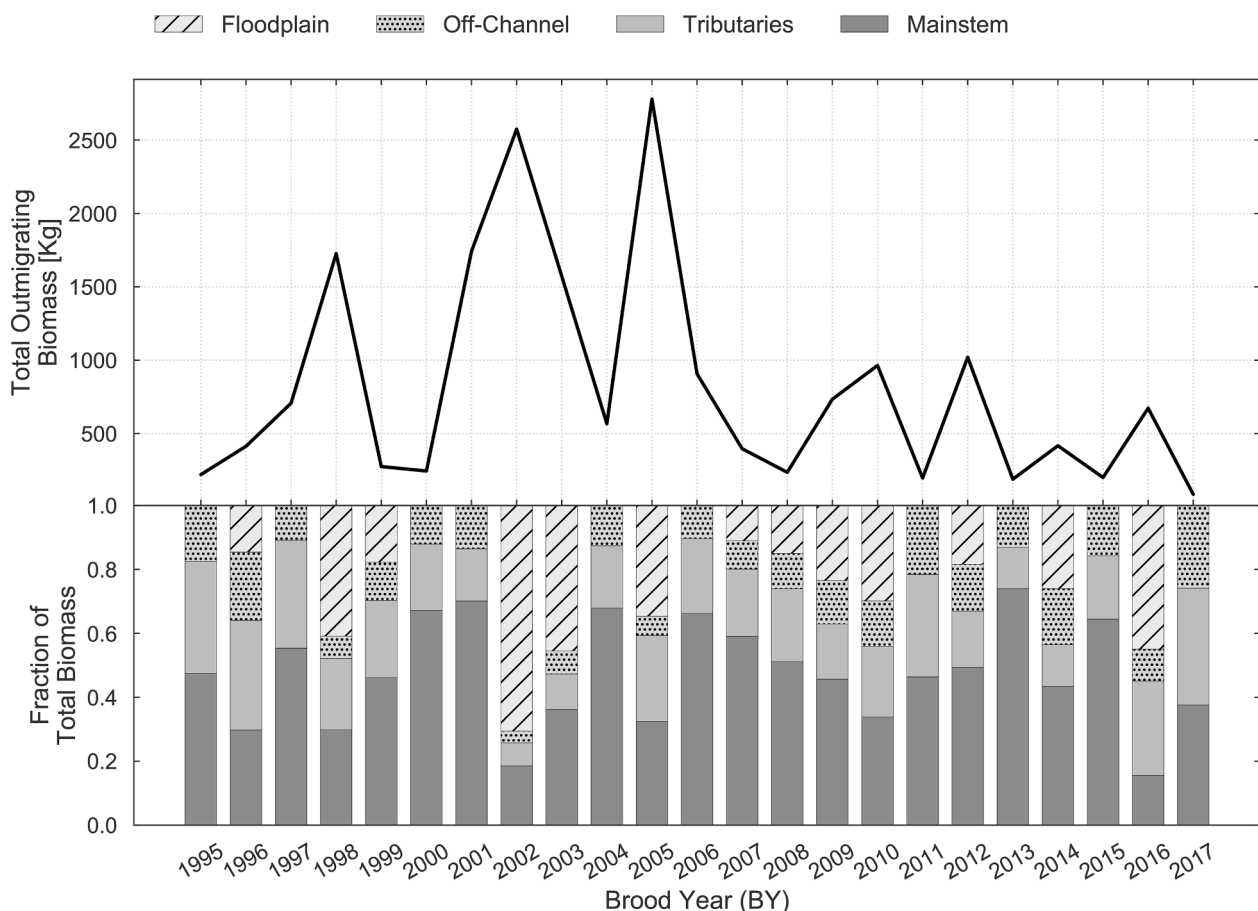 Floodplain Off-Channel Tributaries Mainstem
Total Outmigrating
Biomass [Kg]
2500
2000
1500
1000
500
Fraction of
Total Biomass
1.0
0.8
0.6
0.4
0.2
0.0
1995 1996 1997 1998 1999 2000 2001 2002 2003 2004 2005 2006 2007 2008 2009 2010 2011 2012 2013 2014 2015 2016 2017
Brood Year (BY)